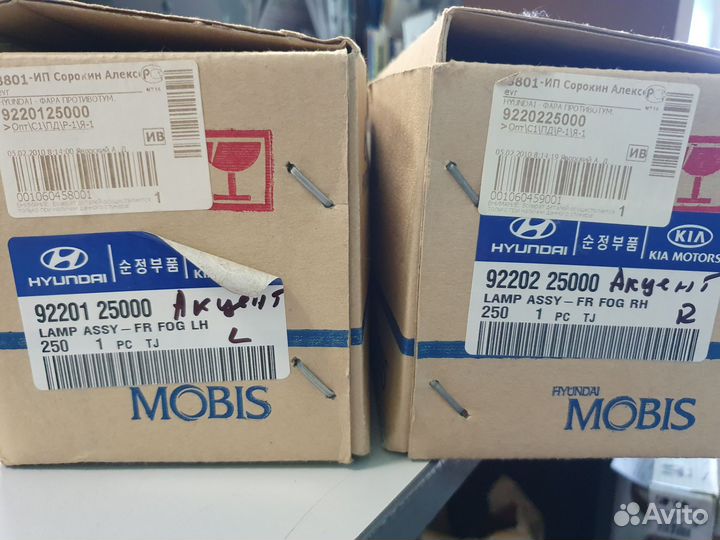 3801-ИП Сорокин Алекс
evr
HYUNDAI - ФАРА ПРОТИВОТУМ.
9220125000
>Опт\С1\ПД\Р-1\Я-1
ИВ
001060458001
1
HYUNDAI
순정부품
92201 25000
Акцент
LAMP ASSY-FR FOG LH
L
250 1 PC TJ
MOBIS
3801-ИП Сорокин Алекс
evr
HYUNDAI - ФАРА ПРОТИВОТУМ.
9220225000
>Опт\С1\ПД\Р-1\Я-1
ИВ
001060459001
1
HYUNDAI
순정부품
KIA
KIA MOTORS
92202 25000
Акцент
LAMP ASSY-FR FOG RH
R
250 1 PC TJ
HYUNDAI
MOBIS
Avito